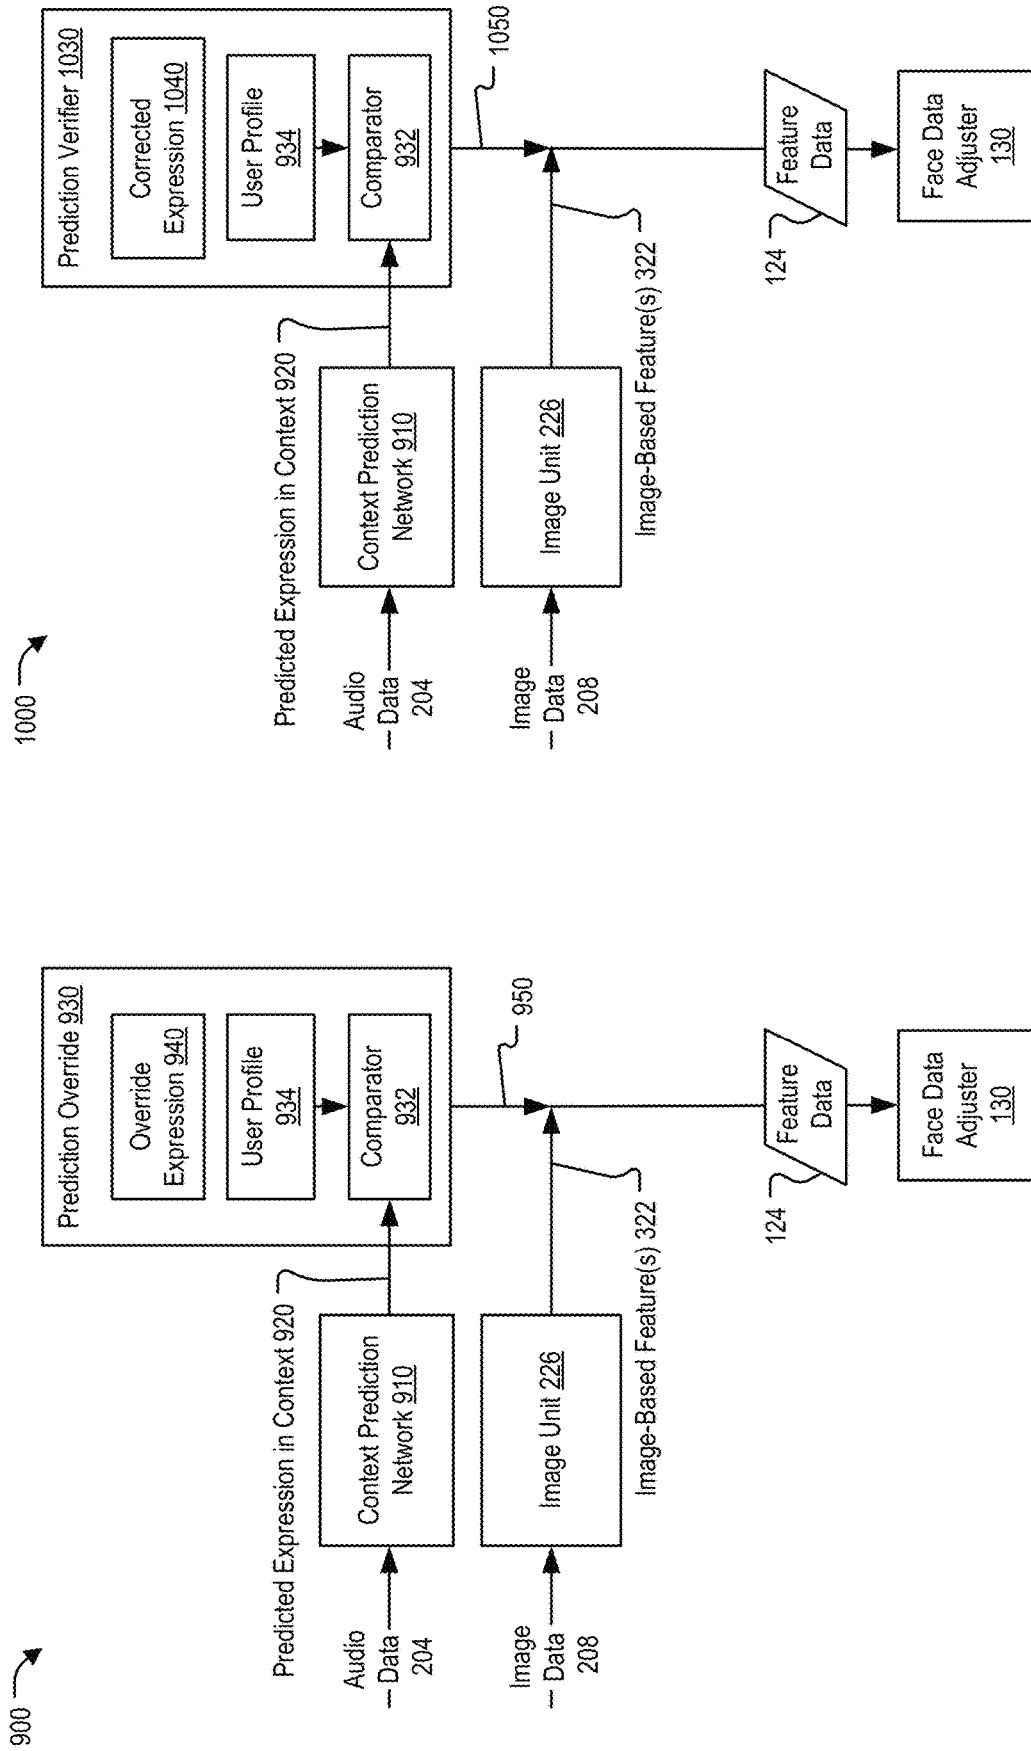 900
Predicted Expression in Context 920
Audio
Data
204
Context Prediction
Network 910
Prediction Override 930
Override
Expression 940
User Profile
934
Comparator
932
950
Image
Data
208
Image Unit 226
Image-Based Feature(s) 322
124
Feature
Data
Face Data
Adjuster
130
1000
Predicted Expression in Context 920
Audio
Data
204
Context Prediction
Network 910
Prediction Verifier 1030
Corrected
Expression 1040
User Profile
934
Comparator
932
1050
Image
Data
208
Image Unit 226
Image-Based Feature(s) 322
124
Feature
Data
Face Data
Adjuster
130